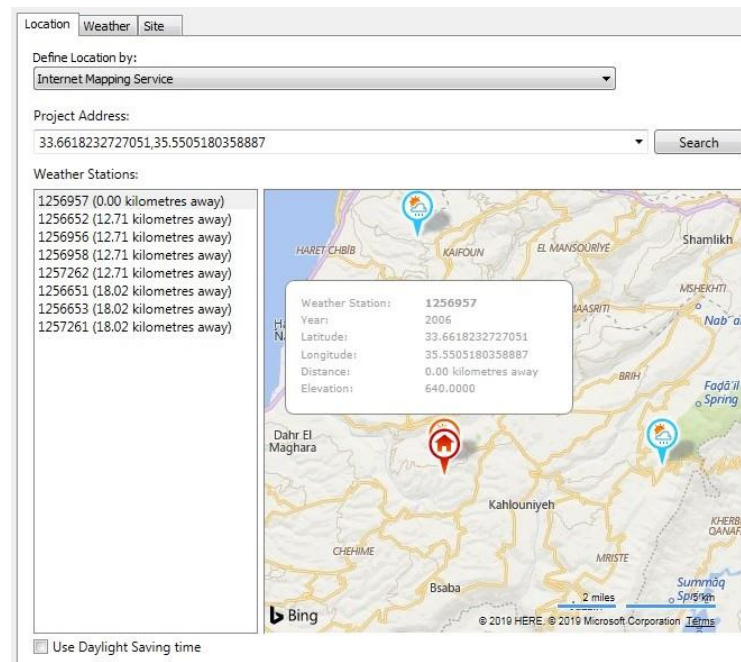 Location Weather Site
Define Location by:
Internet Mapping Service
Project Address:
33.6618232727051,35.5505180358887
Search
Weather Stations:
1256957 (0.00 kilometres away)
1256652 (12.71 kilometres away)
1256956 (12.71 kilometres away)
1256958 (12.71 kilometres away)
1257262 (12.71 kilometres away)
1256651 (18.02 kilometres away)
1256653 (18.02 kilometres away)
1257261 (18.02 kilometres away)
HARET CHBÎB
KAIFOUN
EL MANSOÛRÎYÉ
Shamlikh
MSHEKHTI
Nab'
Weather Station: 1256957
Year: 2006
Latitude: 33.6618232727051
Longitude: 35.5505180358887
Distance: 0.00 kilometres away
Elevation: 640.0000
BRIH
Faḑā'il
Spring
Dahr El
Maghara
Kahlouniyeh
CHEHIME
MRISTE
Bsaba
Summāq
2 miles
5 km
Bing
© 2019 HERE, © 2019 Microsoft Corporation Terms
Use Daylight Saving time